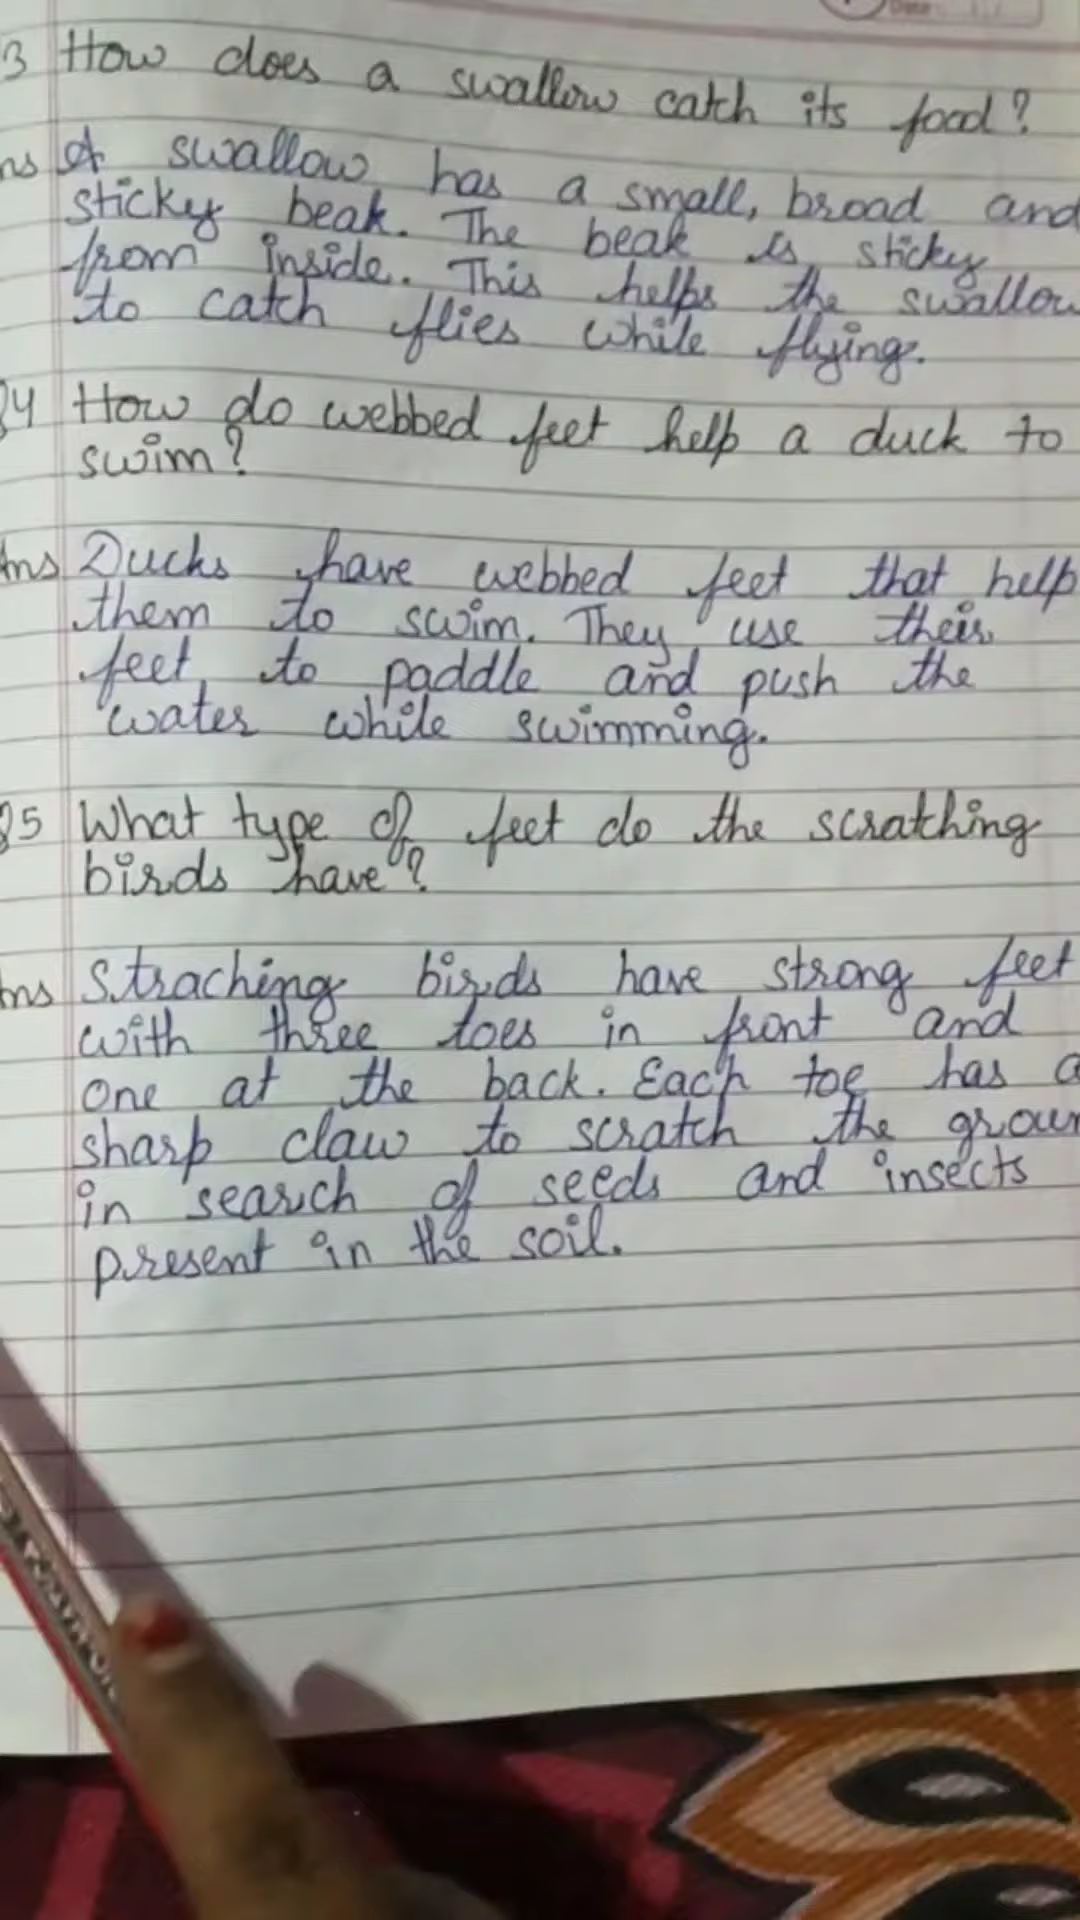 Date:
3 How does a swallow catch its food?
ns A swallow has a small, broad and
sticky beak. The beak is sticky
from inside. This helps the swallow
to catch flies while flying.
Q4 How do webbed feet help a duck to
swim?
Ans Ducks have webbed feet that help
them to swim. They use their
feet to paddle and push the
water while swimming.
Q5 What type of feet do the scratching
birds have?
Ans Straching birds have strong feet
with three toes in front and
one at the back. Each toe has a
sharp claw to scratch the groun
in search of seeds and insects
present in the soil.